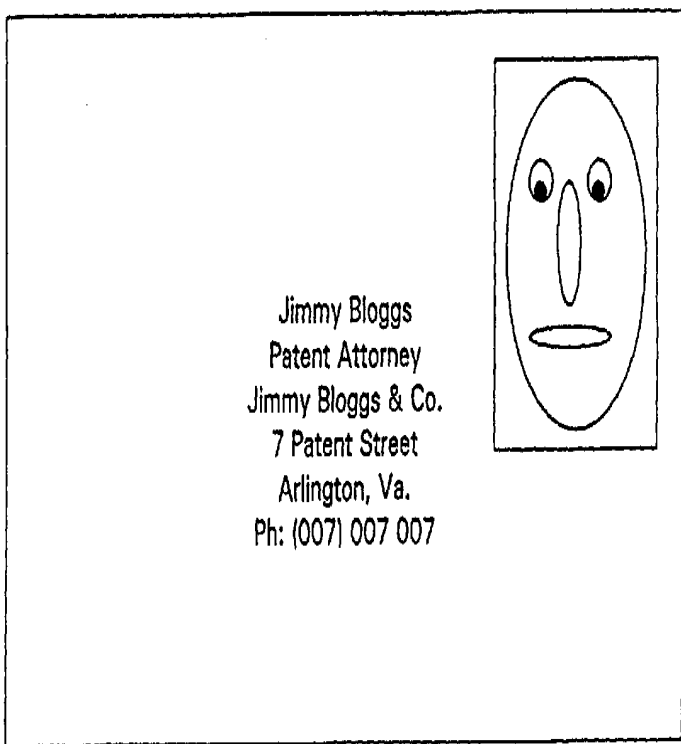 Jimmy Bloggs
Patent Attorney
Jimmy Bloggs & Co.
7 Patent Street
Arlington, Va.
Ph: (007) 007 007